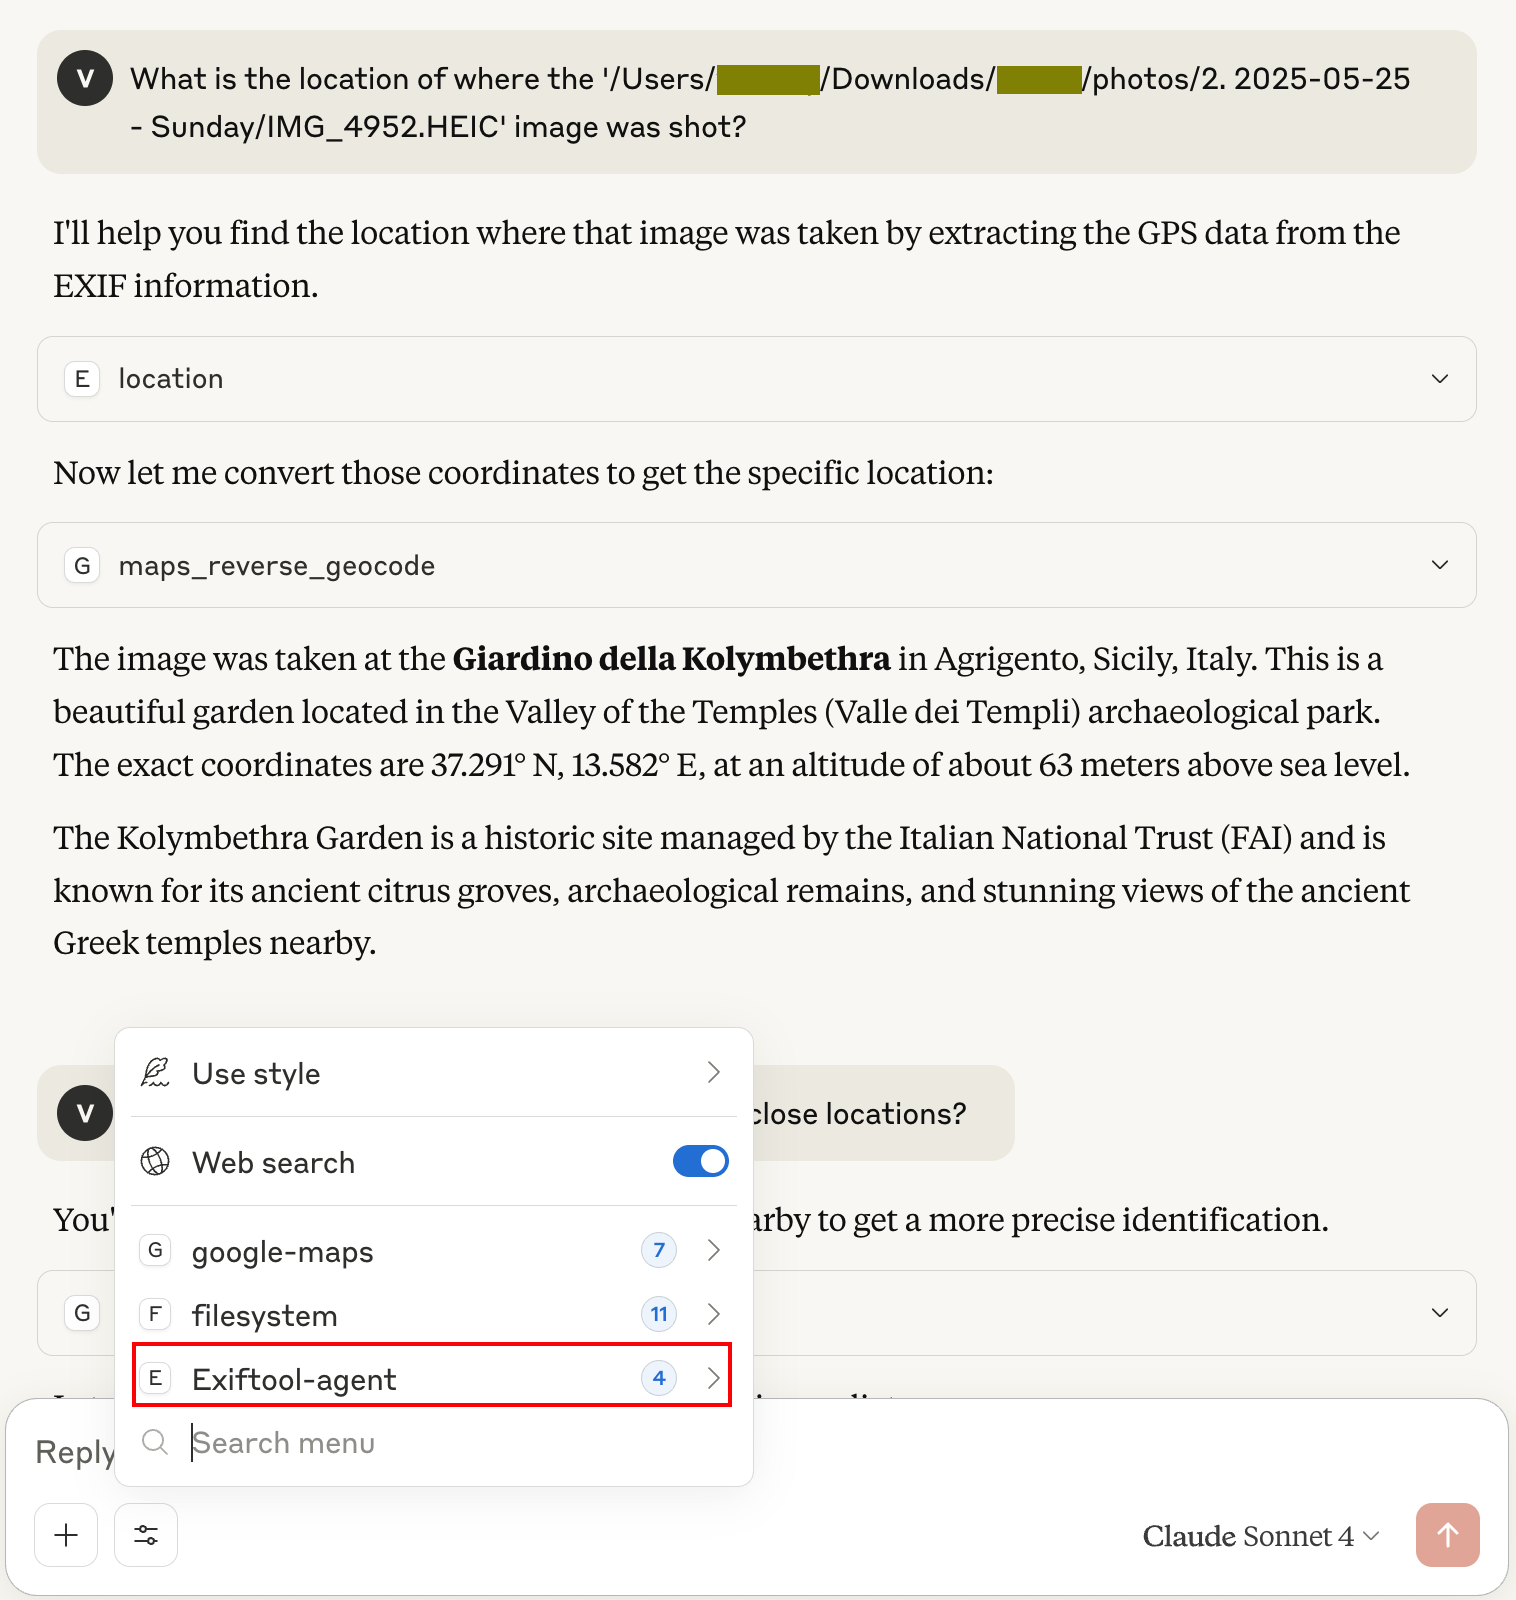 V
What is the location of where the '/Users/ /Downloads/ /photos/2. 2025-05-25
- Sunday/IMG_4952.HEIC' image was shot?
I'll help you find the location where that image was taken by extracting the GPS data from the
EXIF information.
E location
Now let me convert those coordinates to get the specific location:
G maps_reverse_geocode
The image was taken at the Giardino della Kolymbethra in Agrigento, Sicily, Italy. This is a
beautiful garden located in the Valley of the Temples (Valle dei Templi) archaeological park.
The exact coordinates are 37.291° N, 13.582° E, at an altitude of about 63 meters above sea level.
The Kolymbethra Garden is a historic site managed by the Italian National Trust (FAI) and is
known for its ancient citrus groves, archaeological remains, and stunning views of the ancient
Greek temples nearby.
Use style
V
close locations?
Web search
You'
arby to get a more precise identification.
G google-maps 7
G
F filesystem 11
E Exiftool-agent 4
Search menu
Reply
Claude Sonnet 4